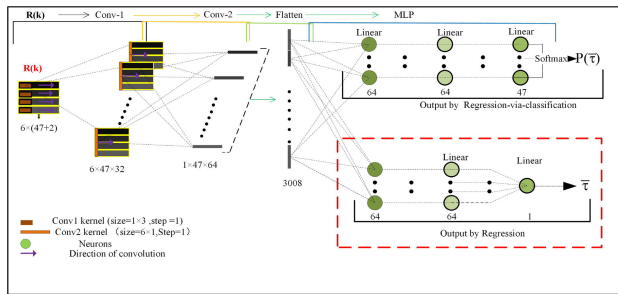 R(k) Conv-1 Conv-2 Flatten MLP
R(k)
6×(47+2)
6×47×32
1×47×64
3008
Linear Linear Linear
Softmax P(τ̅)
64 64 47
Output by Regression-via-classification
Linear
Linear
τ̅
64 64 1
Output by Regression
Conv1 kernel (size=1×3 ,step =1)
Conv2 kernel （size=6×1,Step=1）
Neurons
Direction of convolution